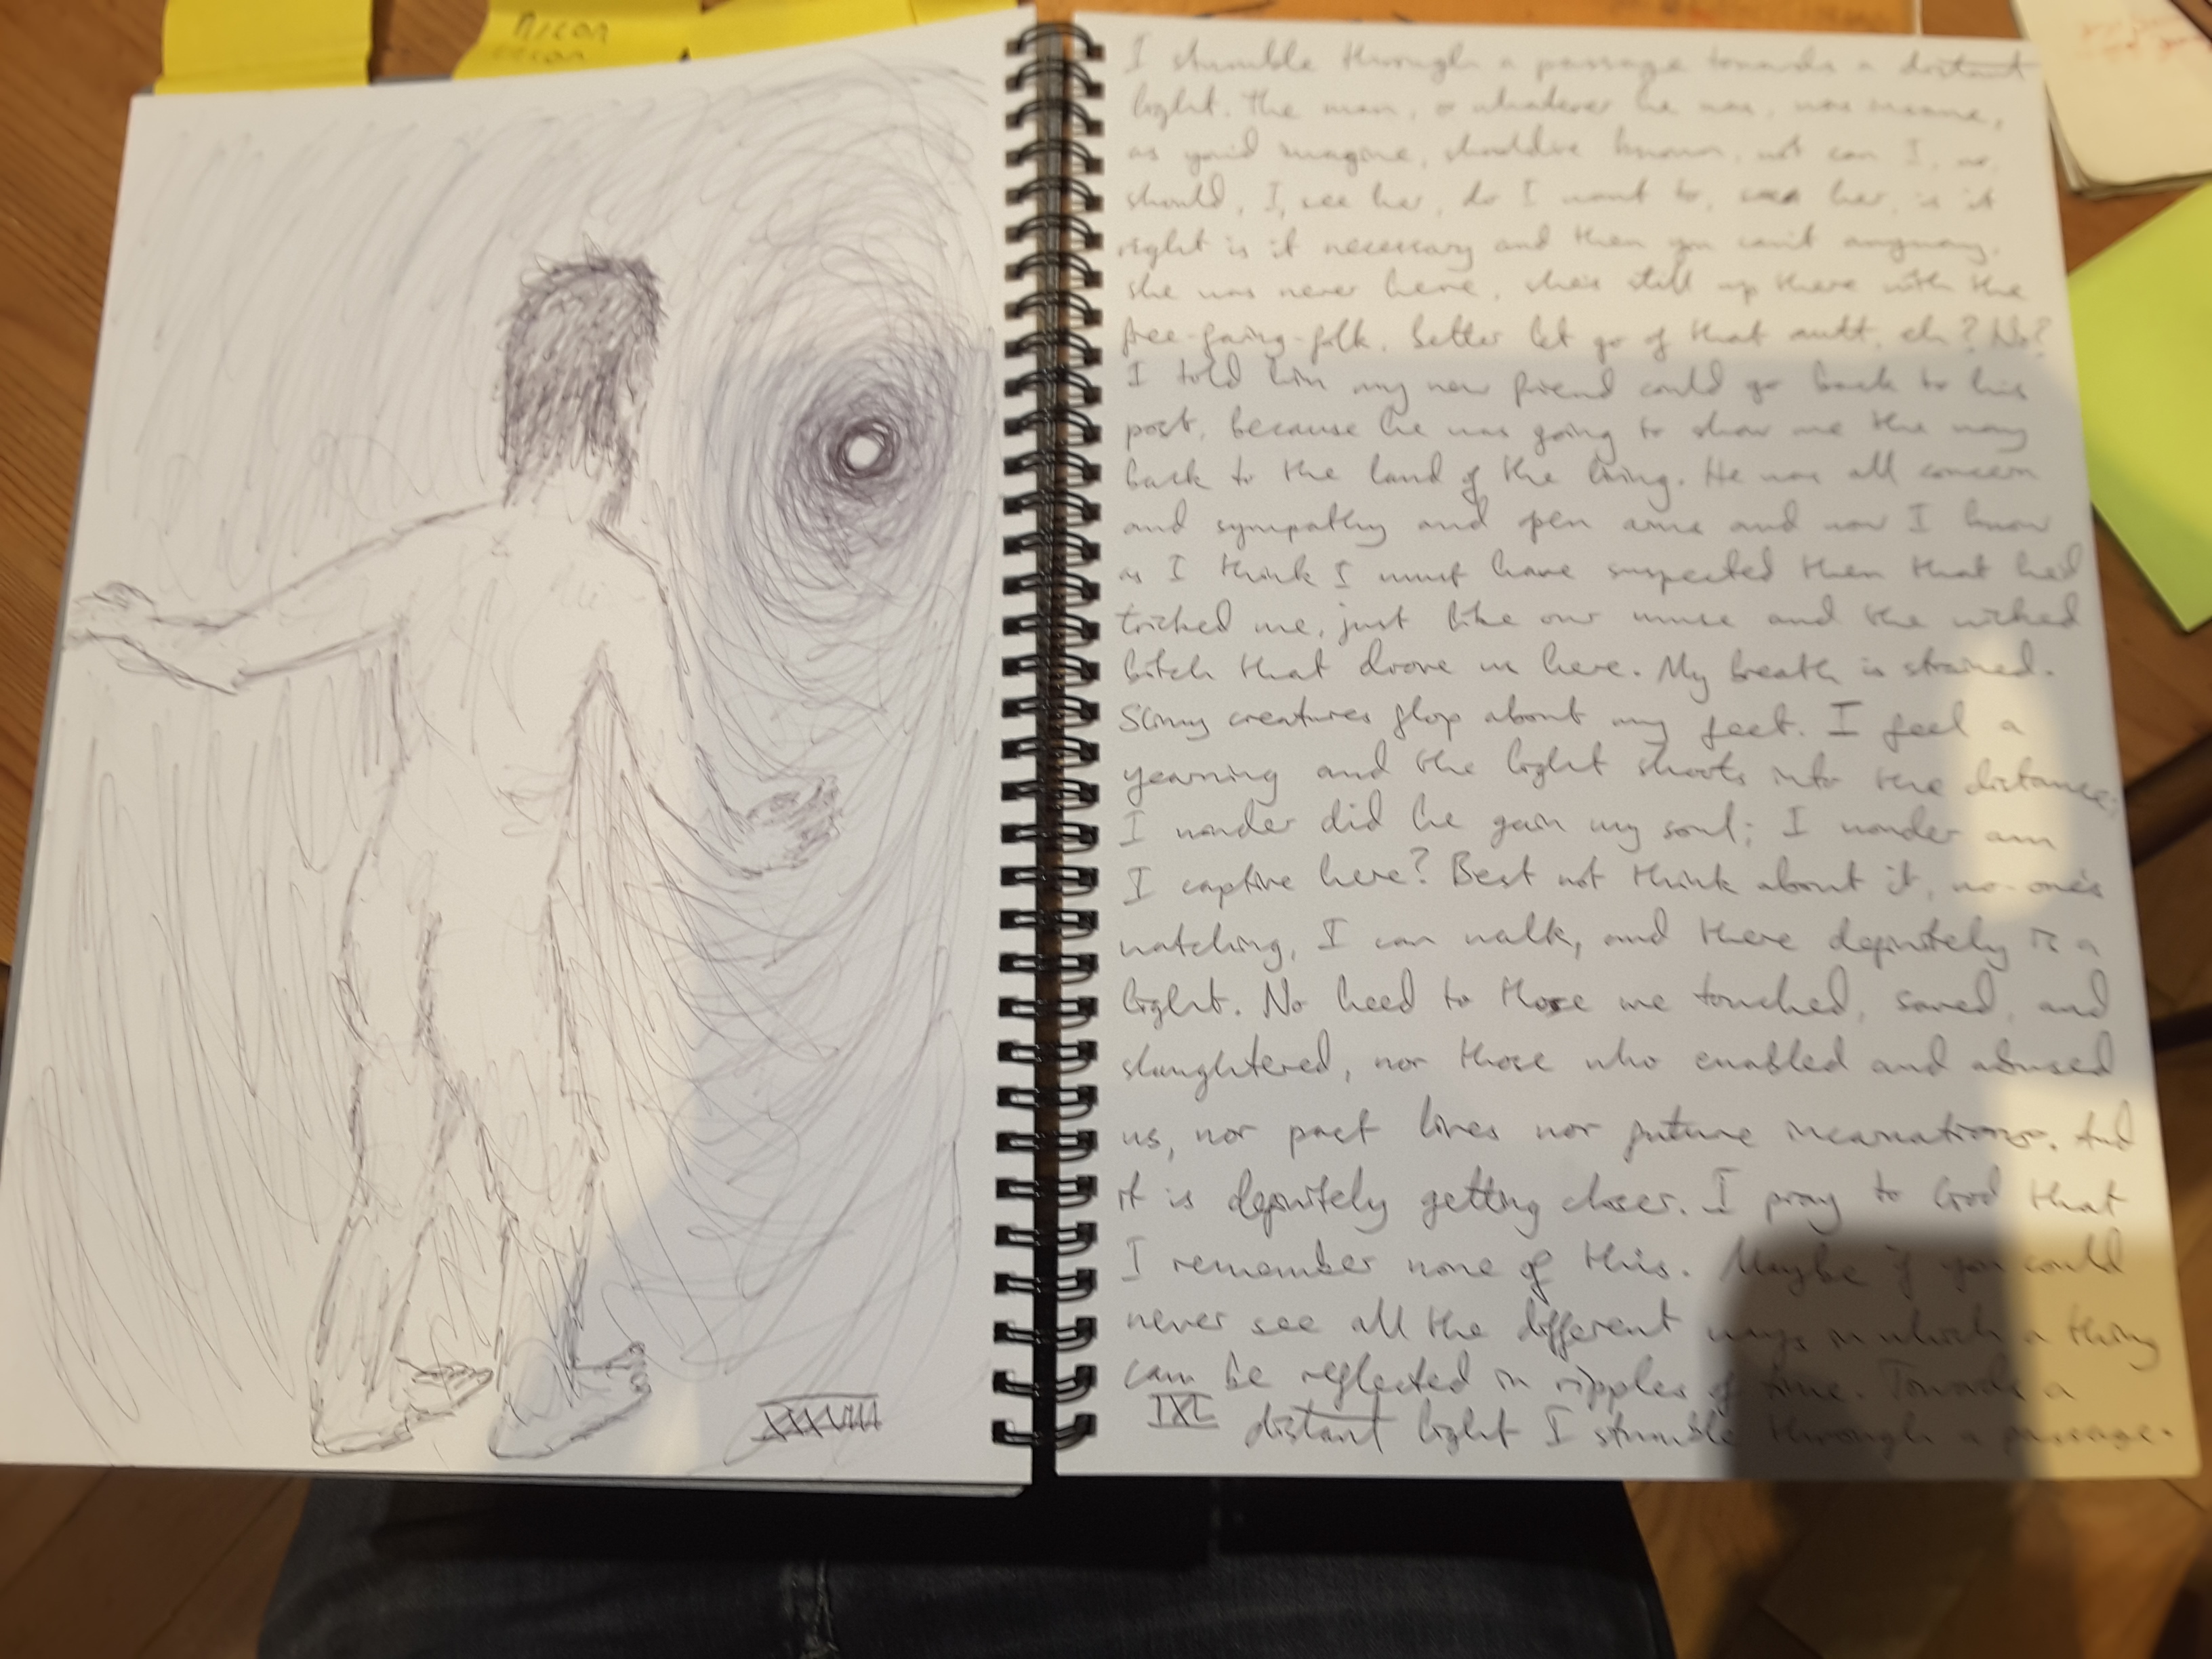 Aicon
I stumble through a passage towards a distant
light. The man, or whatever he was, was insane,
as you'd imagine, should've known, not can I, no,
should, I, see her, do I want to, see her, is it
right is it necessary and then you can't anyway.
she was never here, she's still up there with the
free-faring-folk. Better let go of that, eh? No?
I told him my new friend could go back to his
post, because he was going to show me the way
back to the land of the living. He was all concern
and sympathy and open arms and now I know
as I think I must have suspected then that he'd
tricked me, just like our muse and the wicked
bitch that drove us here. My breath is strained.
Slimy creatures flop about my feet. I feel a
yearning and the light shoots into the distance;
I wonder did he gain my soul; I wonder am
I captive here? Best not think about it, no-one's
watching, I can walk, and there definitely is a
light. No heed to those we touched, saved, and
slaughtered, nor those who enabled and abused
us, nor past lives nor future incarnations. And
it is definitely getting closer. I pray to God that
I remember none of this. Maybe if you could
never see all the different ways in which a thing
can be reflected in ripples of time. Towards a
distant light I stumble through a passage.
XXXVIII
IXL